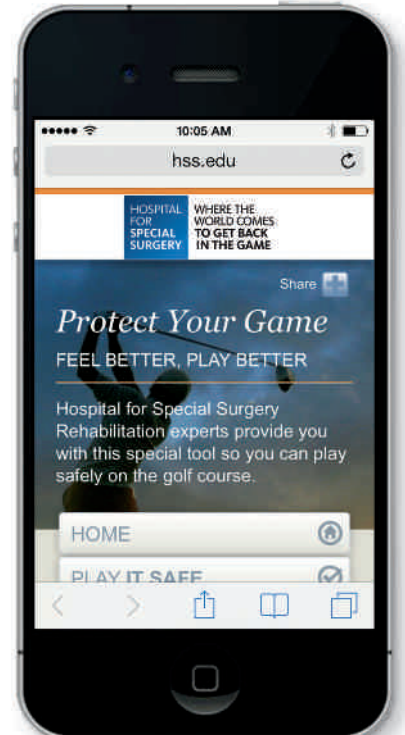 10:05 AM
hss.edu
HOSPITAL
FOR
SPECIAL
SURGERY
WHERE THE
WORLD COMES
TO GET BACK
IN THE GAME
Share
Protect Your Game
FEEL BETTER, PLAY BETTER
Hospital for Special Surgery
Rehabilitation experts provide you
with this special tool so you can play
safely on the golf course.
HOME
PLAY IT SAFE